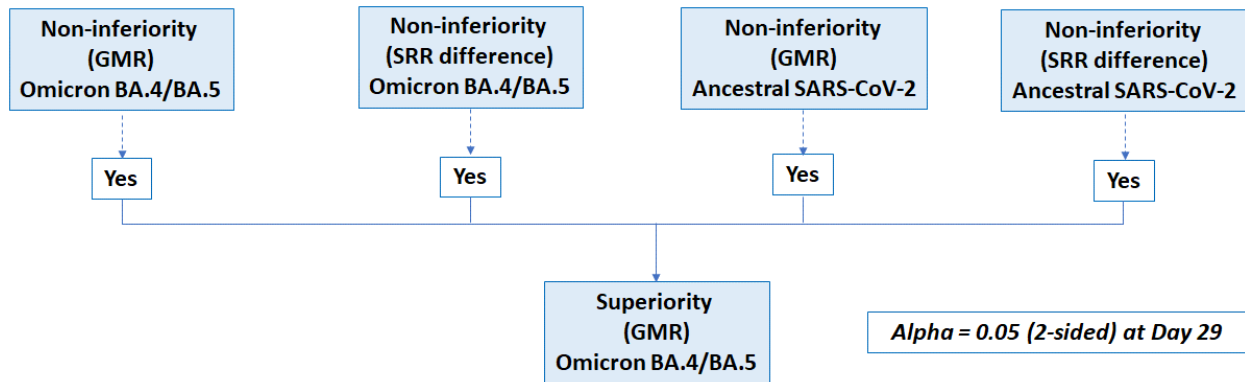 Non-inferiority
(GMR)
Omicron BA.4/BA.5
Non-inferiority
(SRR difference)
Omicron BA.4/BA.5
Non-inferiority
(GMR)
Ancestral SARS-CoV-2
Non-inferiority
(SRR difference)
Ancestral SARS-CoV-2
Yes
Yes
Yes
Yes
Superiority
(GMR)
Omicron BA.4/BA.5
Alpha = 0.05 (2-sided) at Day 29